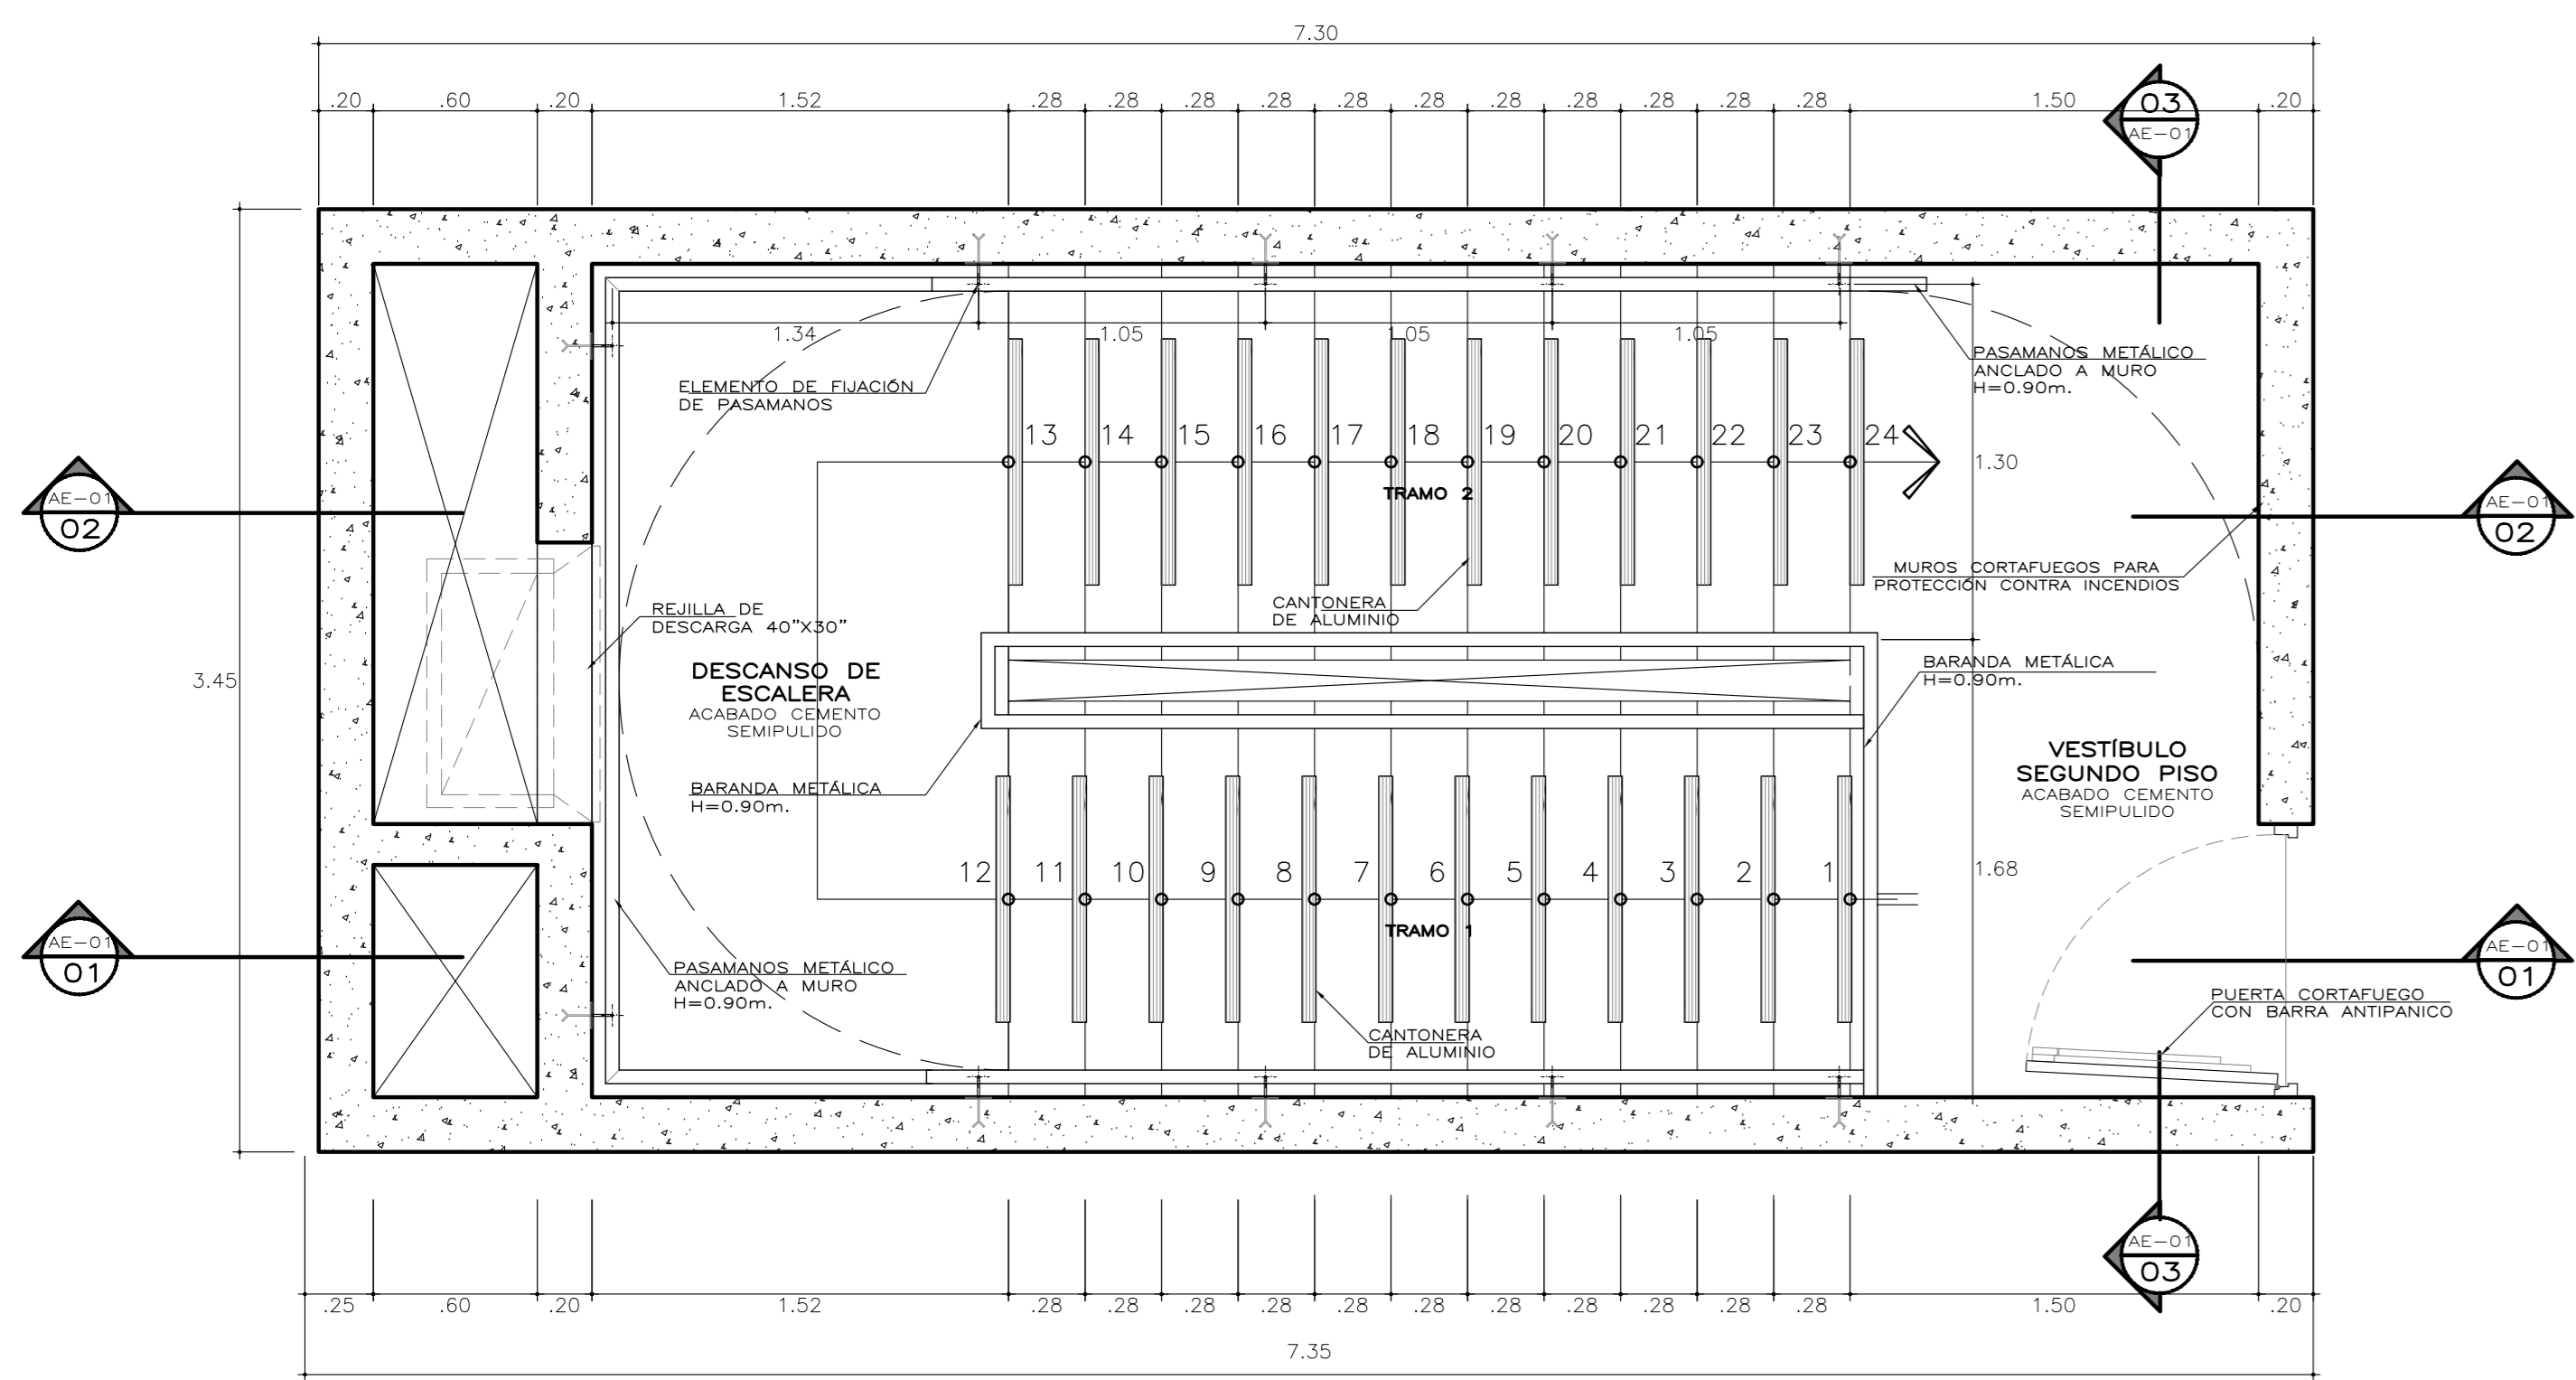 7.30
.20 .60 .20 1.52 .28 .28 .28 .28 .28 .28 .28 .28 .28 .28 .28 1.50 .20
03
AE-01
1.34 1.05 1.05 1.05
PASAMANOS METÁLICO
ANCLADO A MURO
H=0.90m.
ELEMENTO DE FIJACIÓN
DE PASAMANOS
13 14 15 16 17 18 19 20 21 22 23 24
1.30
TRAMO 2
AE-01
02
AE-01
02
MUROS CORTAFUEGOS PARA
PROTECCIÓN CONTRA INCENDIOS
CANTONERA
DE ALUMINIO
REJILLA DE
DESCARGA 40"X30"
3.45
DESCANSO DE
ESCALERA
ACABADO CEMENTO
SEMIPULIDO
BARANDA METÁLICA
H=0.90m.
VESTÍBULO
SEGUNDO PISO
ACABADO CEMENTO
SEMIPULIDO
BARANDA METÁLICA
H=0.90m.
12 11 10 9 8 7 6 5 4 3 2 1
1.68
TRAMO 1
AE-01
01
AE-01
01
PASAMANOS METÁLICO
ANCLADO A MURO
H=0.90m.
PUERTA CORTAFUEGO
CON BARRA ANTIPANICO
CANTONERA
DE ALUMINIO
AE-01
03
.25 .60 .20 1.52 .28 .28 .28 .28 .28 .28 .28 .28 .28 .28 .28 1.50 .20
7.35